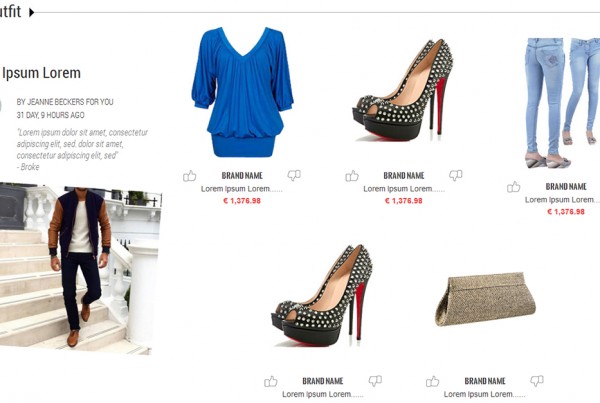 utfit
Ipsum Lorem
BY JEANNE BECKERS FOR YOU
31 DAY, 9 HOURS AGO
"Lorem ipsum dolor sit amet, consectetur
adipiscing elit, sed dolor sit amet,
consectetur adipiscing elit, sed"
- Broke
BRAND NAME
Lorem Ipsum Lorem......
€ 1,376.98
BRAND NAME
Lorem Ipsum Lorem......
€ 1,376.98
BRAND NAME
Lorem Ipsum Lorem....
€ 1,376.98
BRAND NAME
Lorem Ipsum Lorem......
BRAND NAME
Lorem Ipsum Lorem......